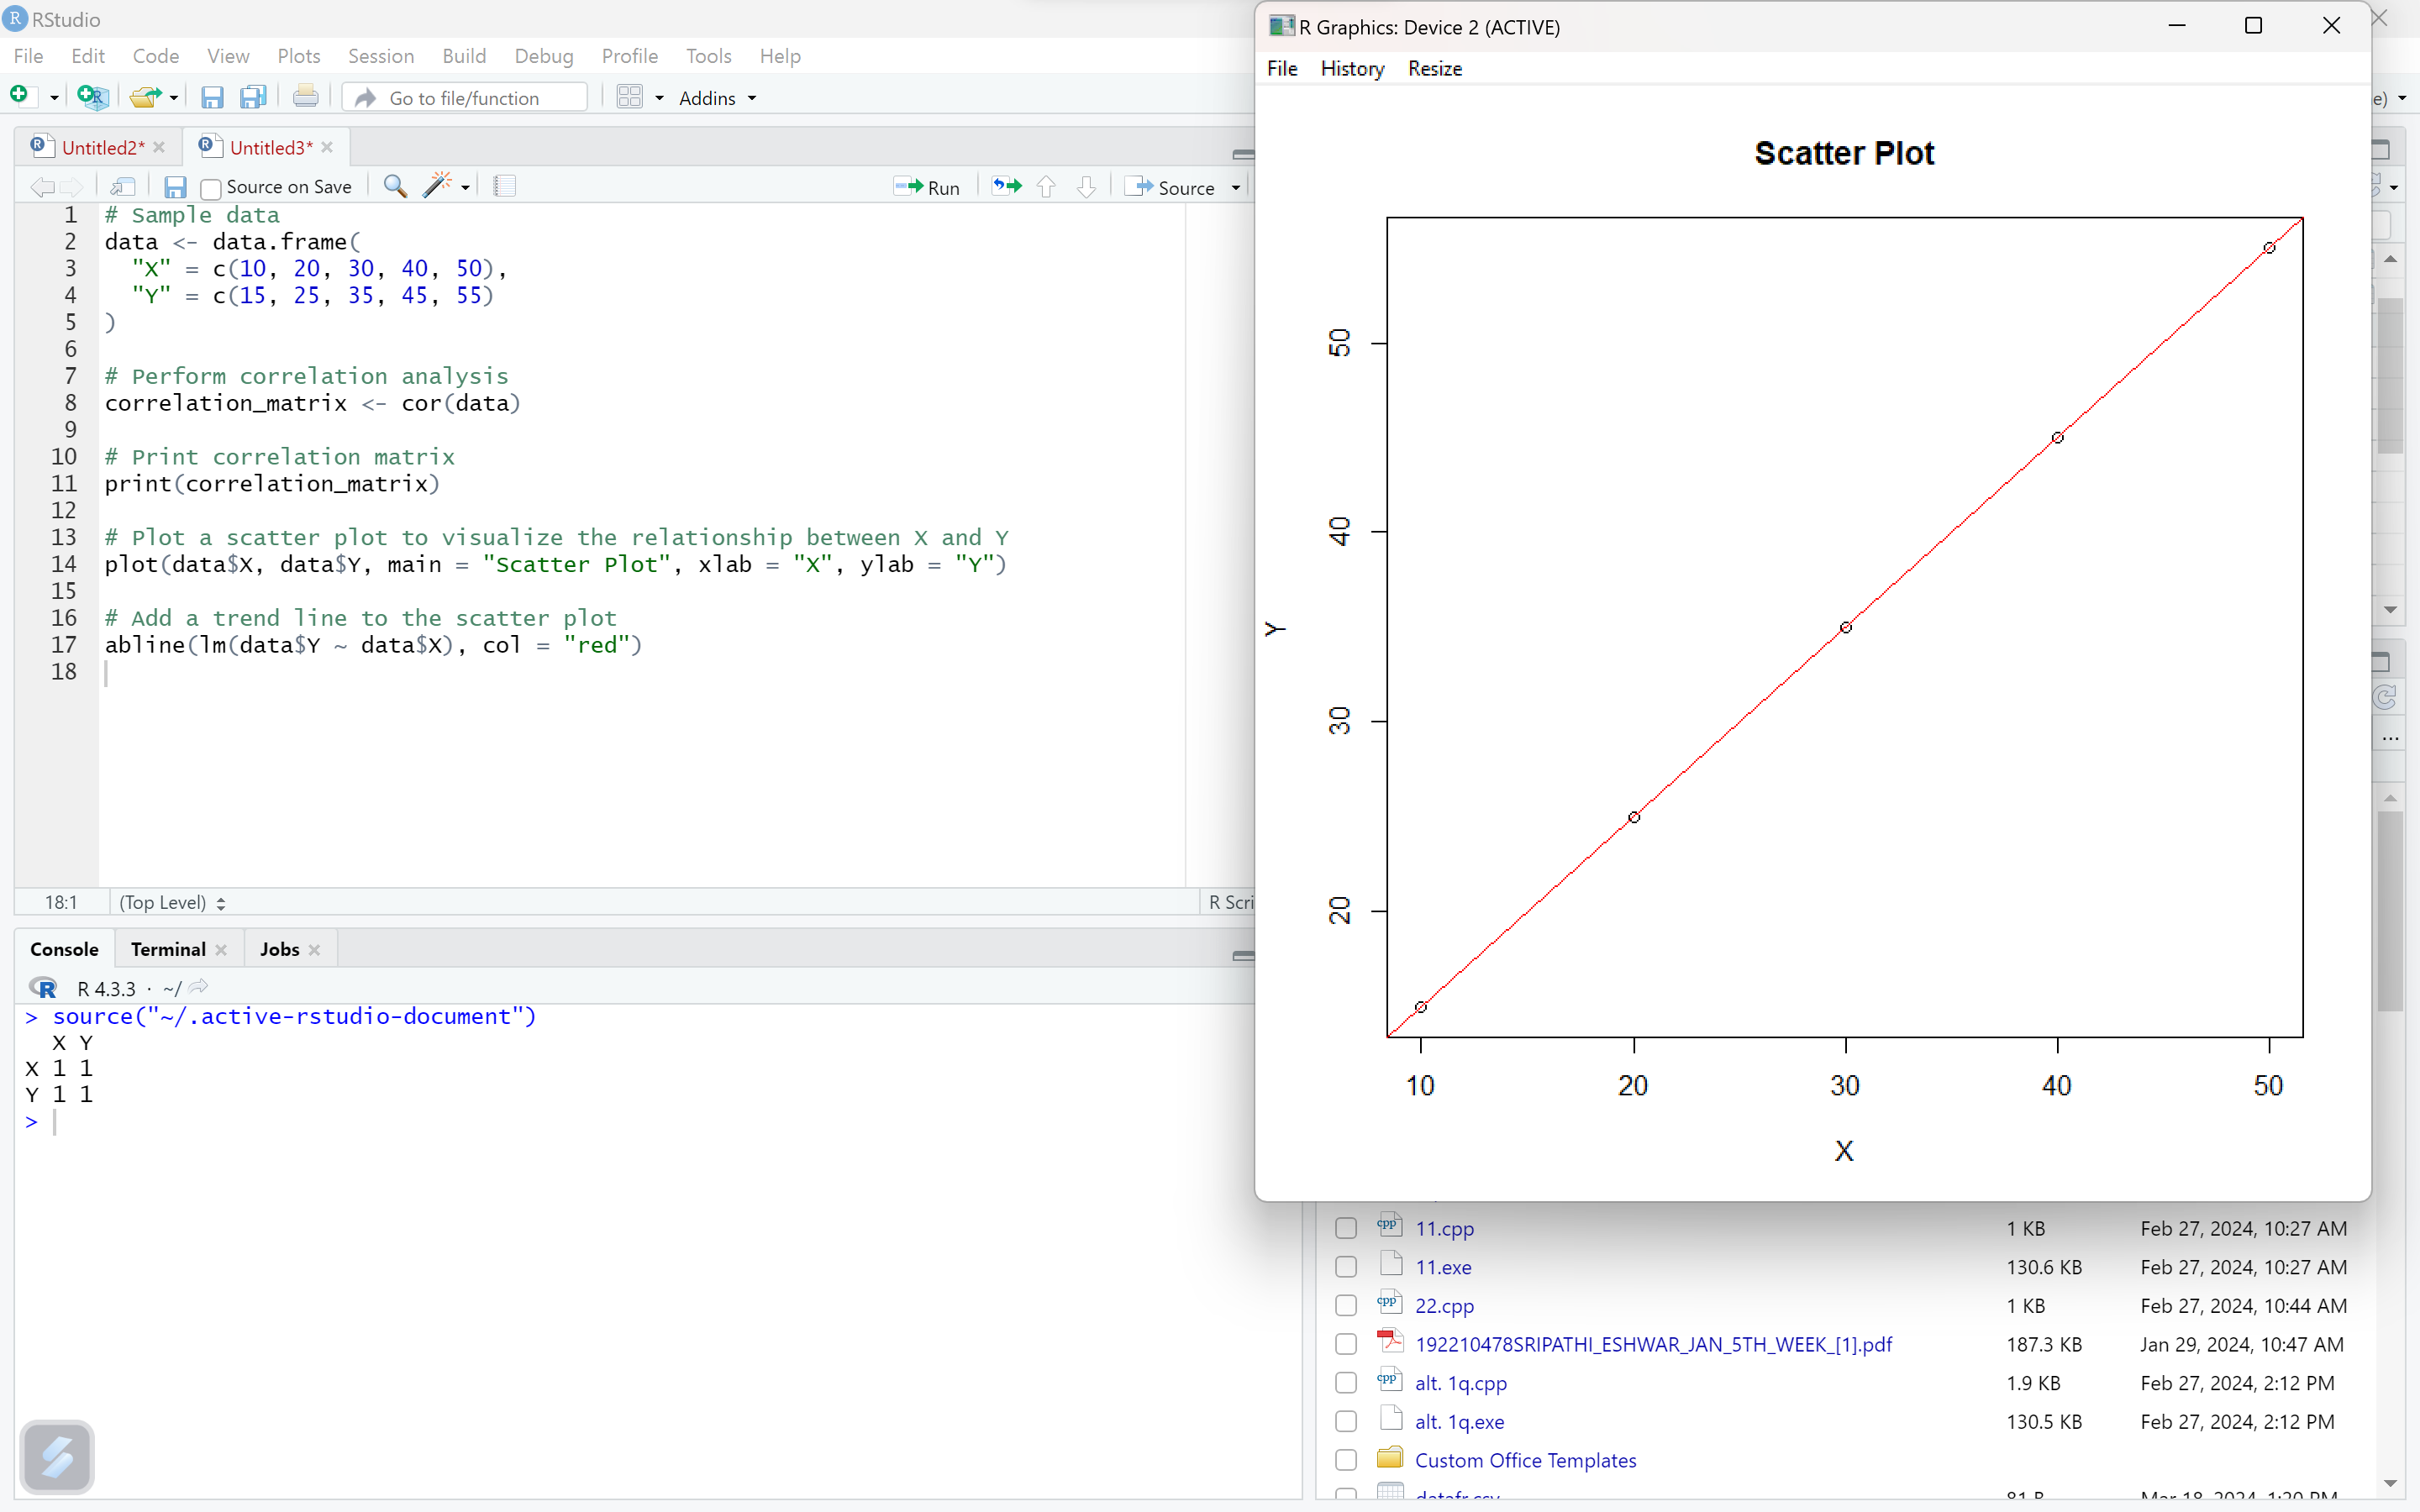 RStudio
File Edit Code View Plots Session Build Debug Profile Tools Help
Go to file/function Addins
Untitled2* Untitled3*
Source on Save Run Source
1 # Sample data
2 data <- data.frame(
3 "X" = c(10, 20, 30, 40, 50),
4 "Y" = c(15, 25, 35, 45, 55)
5 )
6
7 # Perform correlation analysis
8 correlation_matrix <- cor(data)
9
10 # Print correlation matrix
11 print(correlation_matrix)
12
13 # Plot a scatter plot to visualize the relationship between X and Y
14 plot(data$X, data$Y, main = "Scatter Plot", xlab = "X", ylab = "Y")
15
16 # Add a trend line to the scatter plot
17 abline(lm(data$Y ~ data$X), col = "red")
18
18:1 (Top Level) R Scri
Console Terminal Jobs
R 4.3.3 · ~/
> source("~/.active-rstudio-document")
X Y
X 1 1
Y 1 1
>
R Graphics: Device 2 (ACTIVE)
File History Resize
e)
Scatter Plot
50
40
30
20
Y
10 20 30 40 50
X
11.cpp 1 KB Feb 27, 2024, 10:27 AM
11.exe 130.6 KB Feb 27, 2024, 10:27 AM
22.cpp 1 KB Feb 27, 2024, 10:44 AM
192210478SRIPATHI_ESHWAR_JAN_5TH_WEEK_[1].pdf 187.3 KB Jan 29, 2024, 10:47 AM
alt. 1q.cpp 1.9 KB Feb 27, 2024, 2:12 PM
alt. 1q.exe 130.5 KB Feb 27, 2024, 2:12 PM
Custom Office Templates